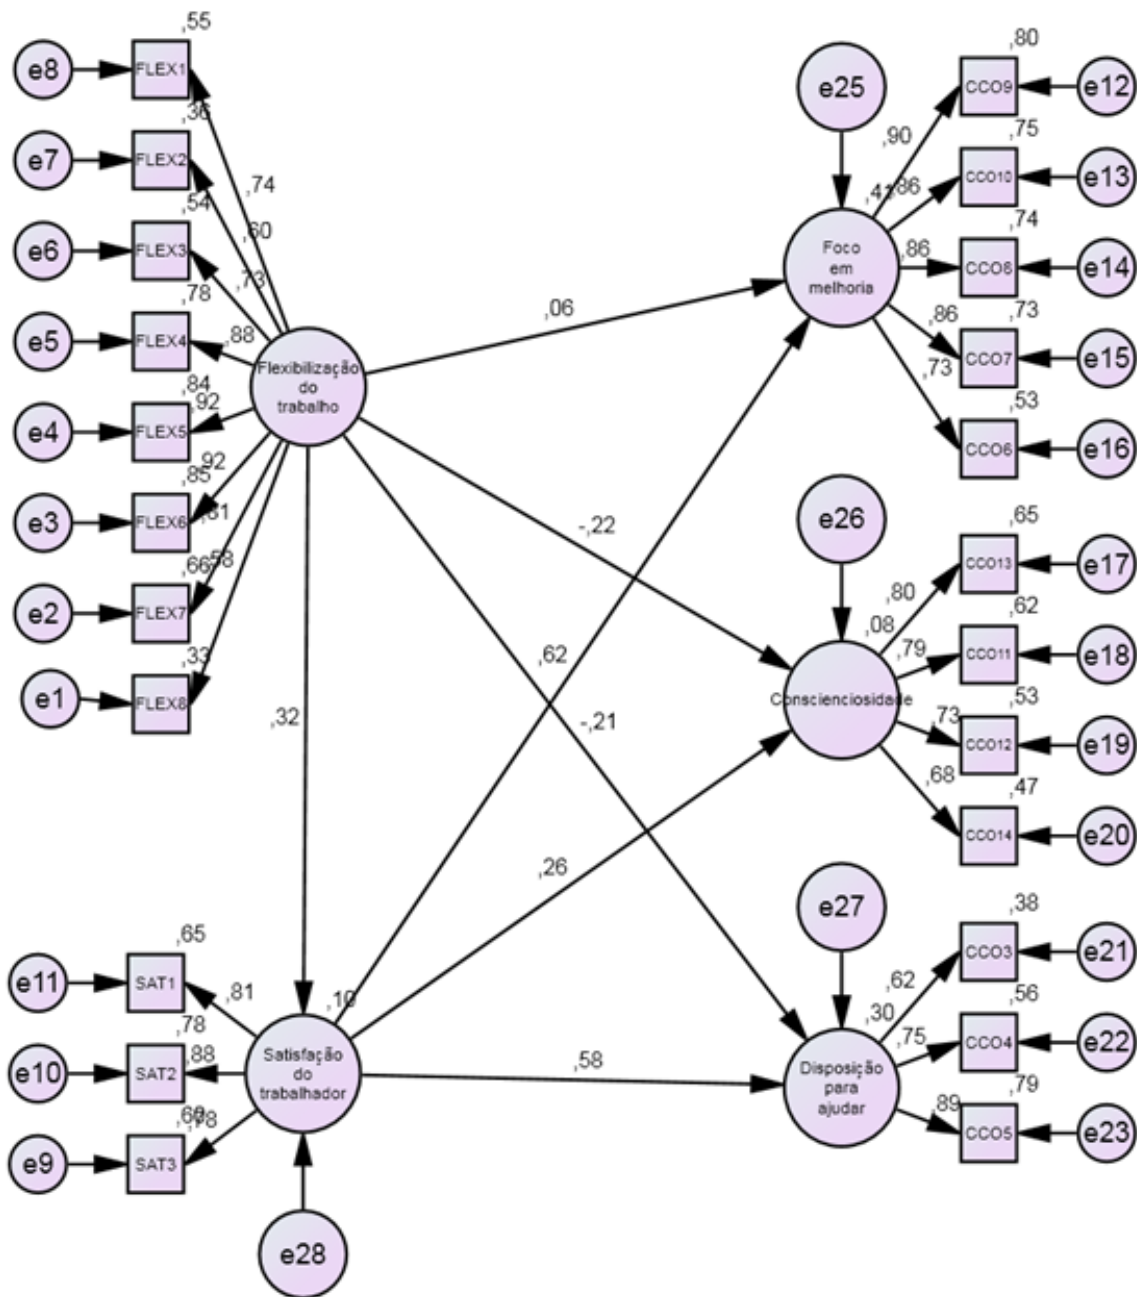 ,55
e8
FLEX1
,36
,74
e7
FLEX2
,54
,60
e6
FLEX3
,73
,78
e5
FLEX4
,88
Flexibilização
do
trabalho
,84
,92
e4
FLEX5
,92
,85
e3
FLEX6
,81
,66
,58
e2
FLEX7
,33
e1
FLEX8
,06
-,22
,62
-,21
,32
,26
,58
,65
e11
SAT1
,81
,78
,88
e10
SAT2
,10
Satisfação
do
trabalhador
,78
e9
SAT3
e28
e25
,41
Foco
em
melhoria
,80
CCO9
e12
,90
,75
CCO10
e13
,86
,74
CCO8
e14
,86
,73
CCO7
e15
,86
,53
CCO6
e16
,73
e26
,08
Conscienciosidade
,65
CCO13
e17
,80
,62
CCO11
e18
,79
,53
CCO12
e19
,73
,47
CCO14
e20
,68
e27
,30
Disposição
para
ajudar
,38
CCO3
e21
,62
,56
CCO4
e22
,75
,79
CCO5
e23
,89